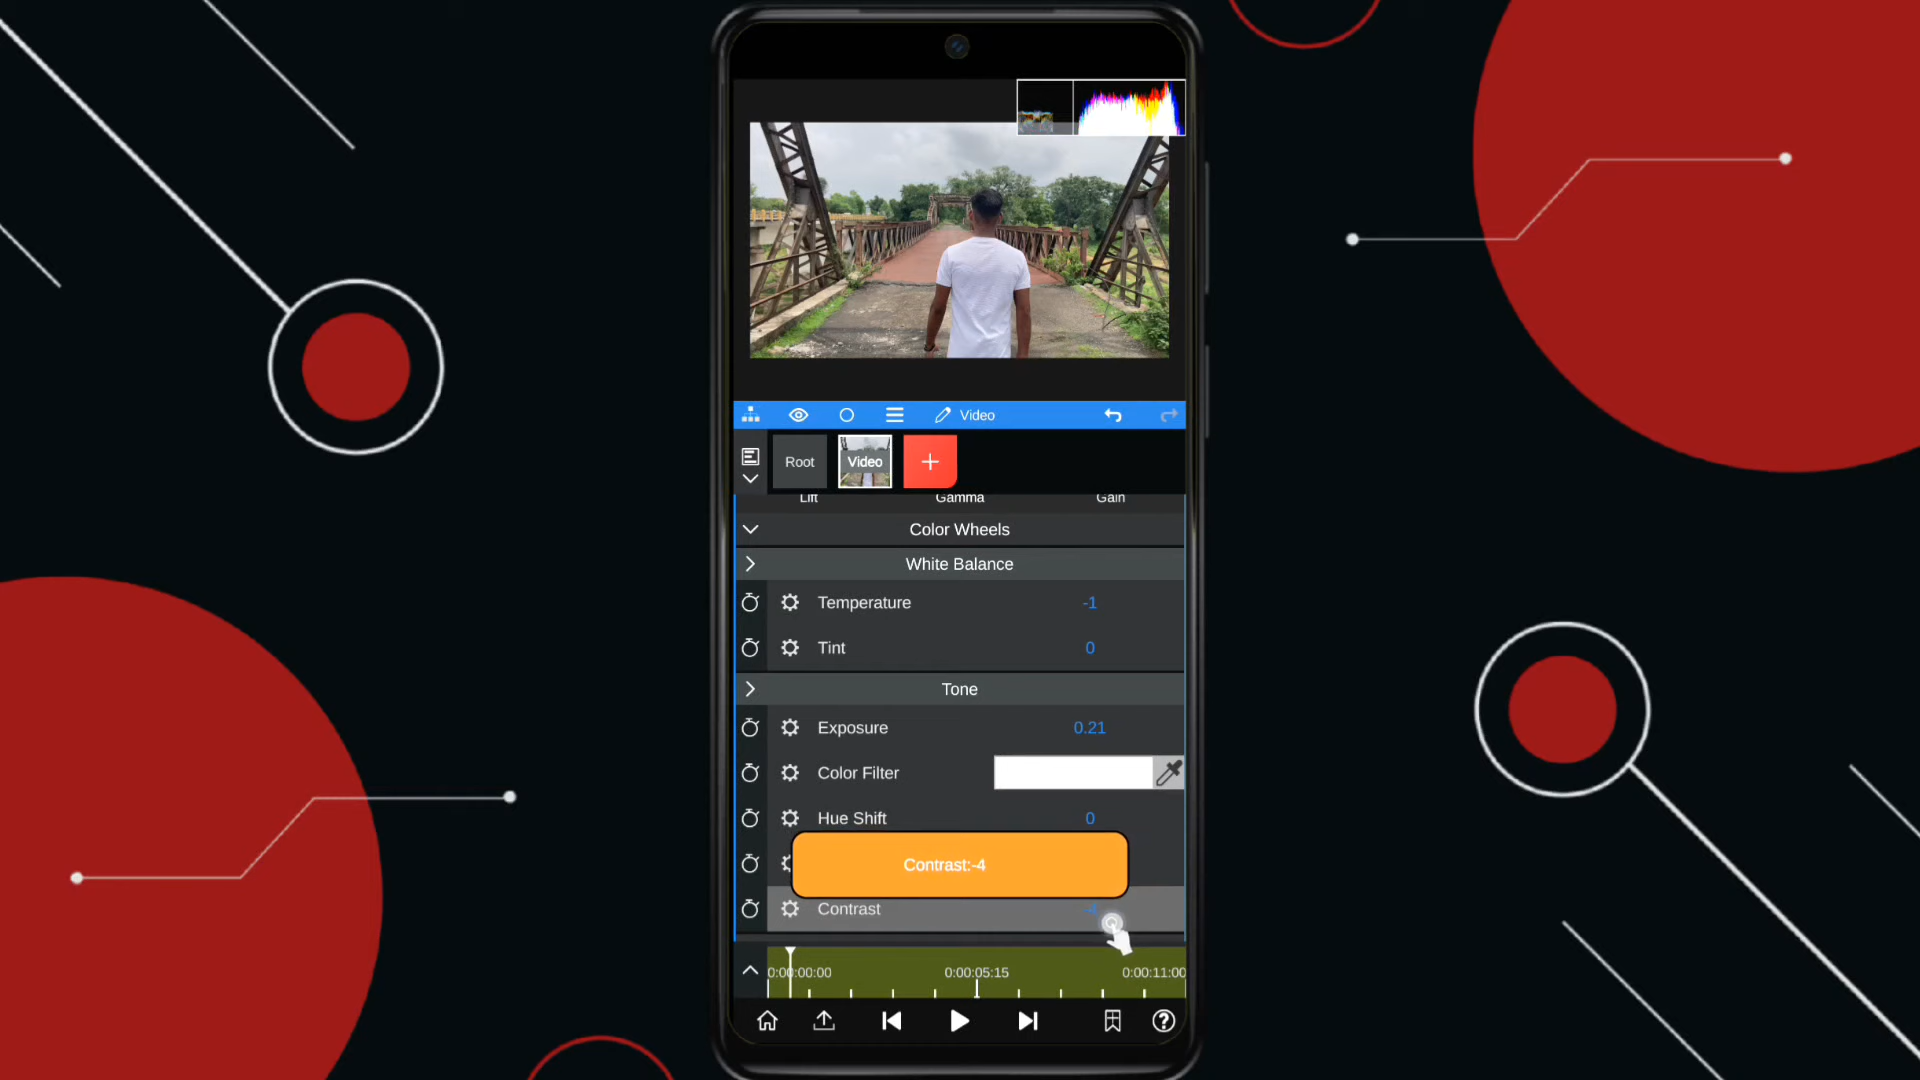 Video
Root
Video
Lift Gamma Gain
Color Wheels
White Balance
Temperature -1
Tint 0
Tone
Exposure 0.21
Color Filter
Hue Shift 0
Contrast:-4
Contrast -4
0:00:00:00 0:00:05:15 0:00:11:00